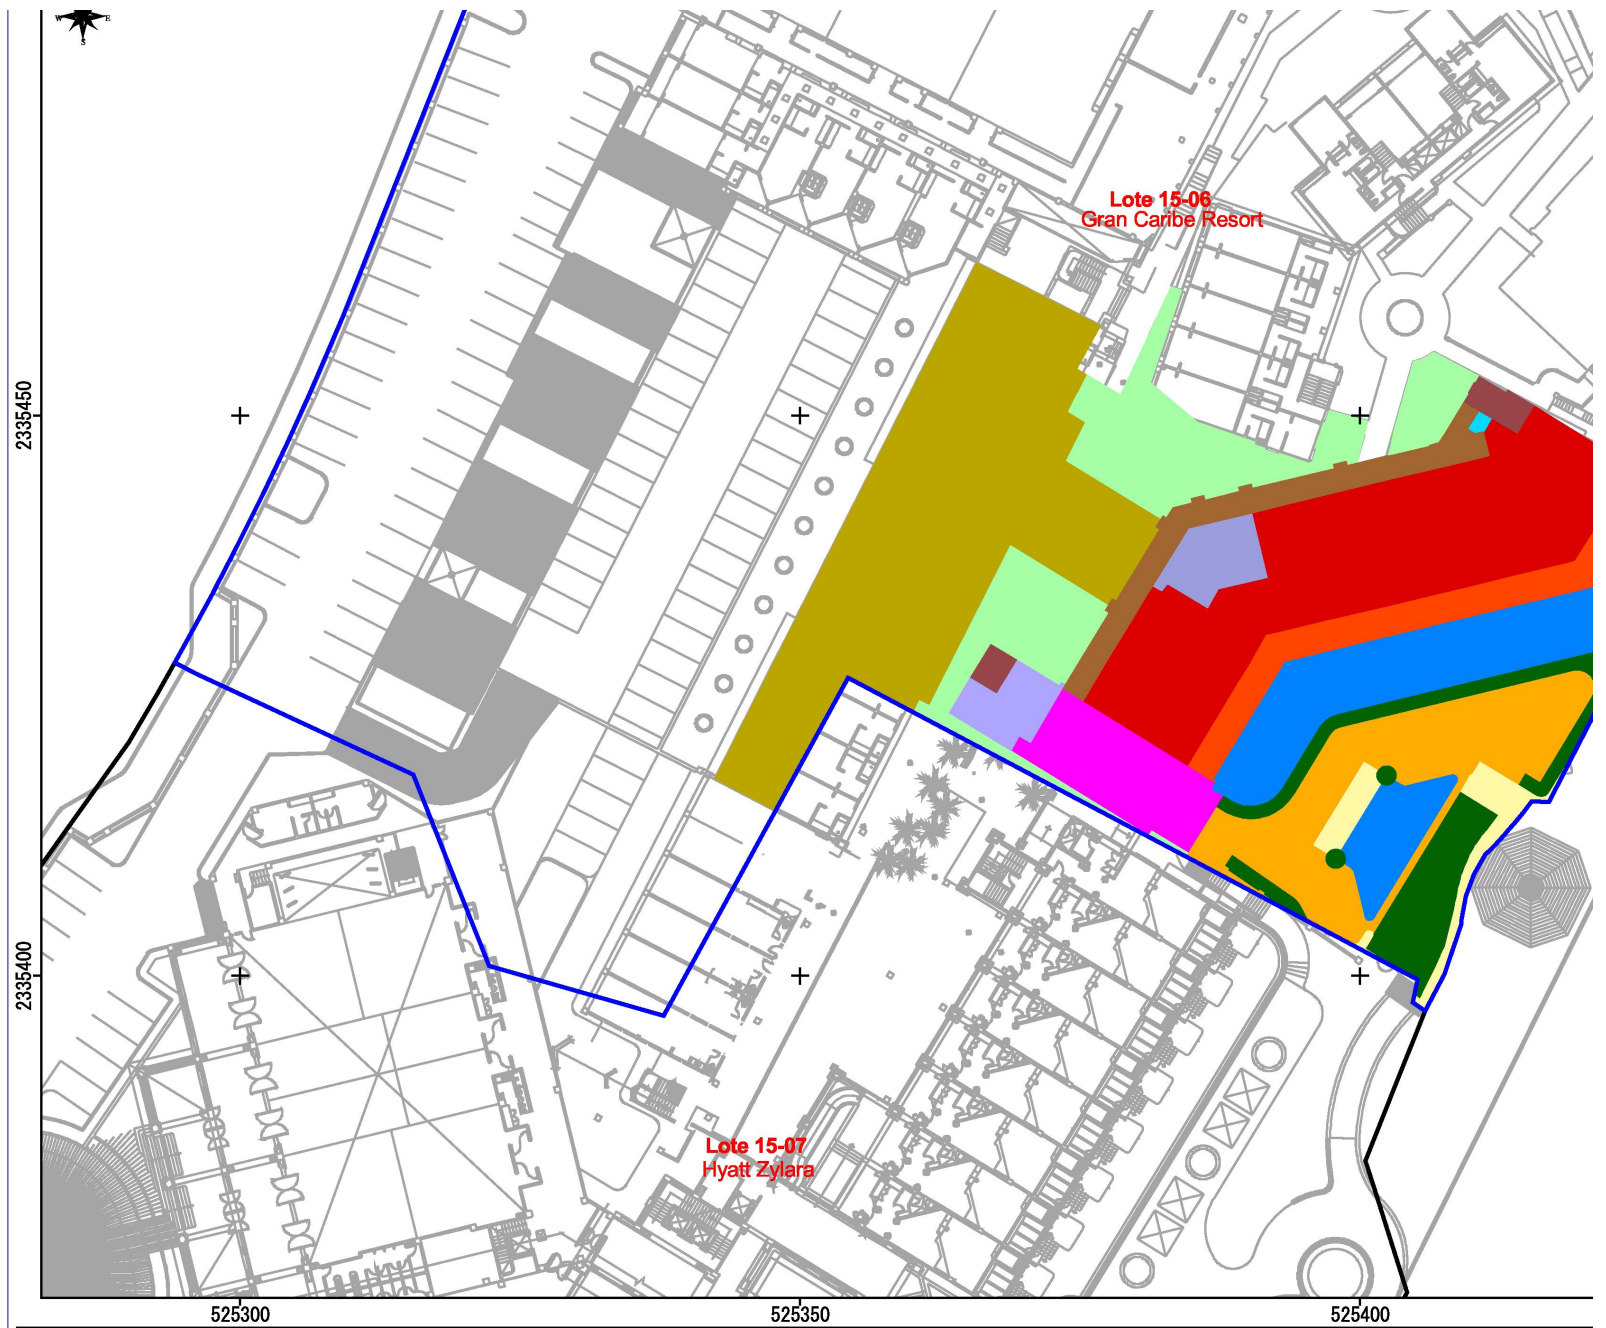 W E
S
Lote 15-06
Gran Caribe Resort
2335450
2335400
Lote 15-07
Hyatt Zylara
525300 525350 525400